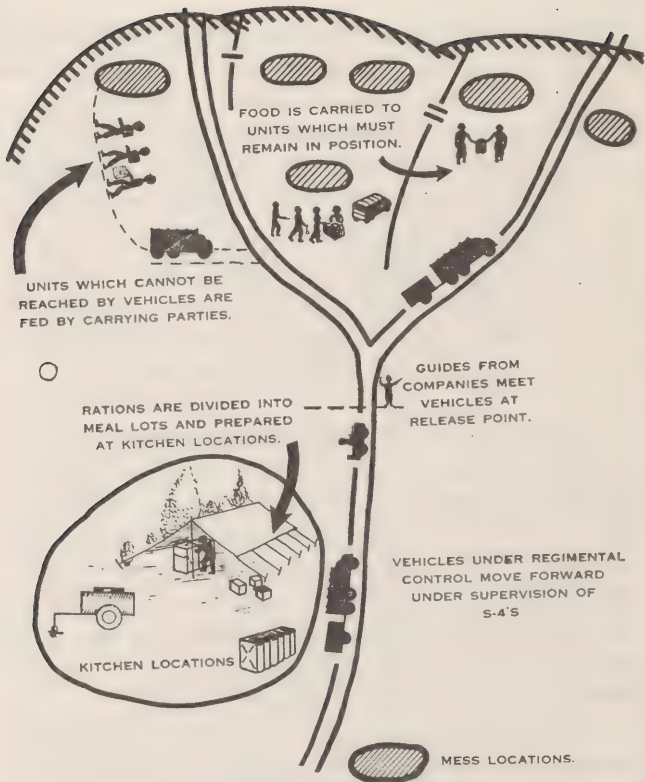 FOOD IS CARRIED TO
UNITS WHICH MUST
REMAIN IN POSITION.
UNITS WHICH CANNOT BE
REACHED BY VEHICLES ARE
FED BY CARRYING PARTIES.
GUIDES FROM
COMPANIES MEET
VEHICLES AT
RELEASE POINT.
RATIONS ARE DIVIDED INTO
MEAL LOTS AND PREPARED
AT KITCHEN LOCATIONS.
VEHICLES UNDER REGIMENTAL
CONTROL MOVE FORWARD
UNDER SUPERVISION OF
S-4'S
KITCHEN LOCATIONS
MESS LOCATIONS.